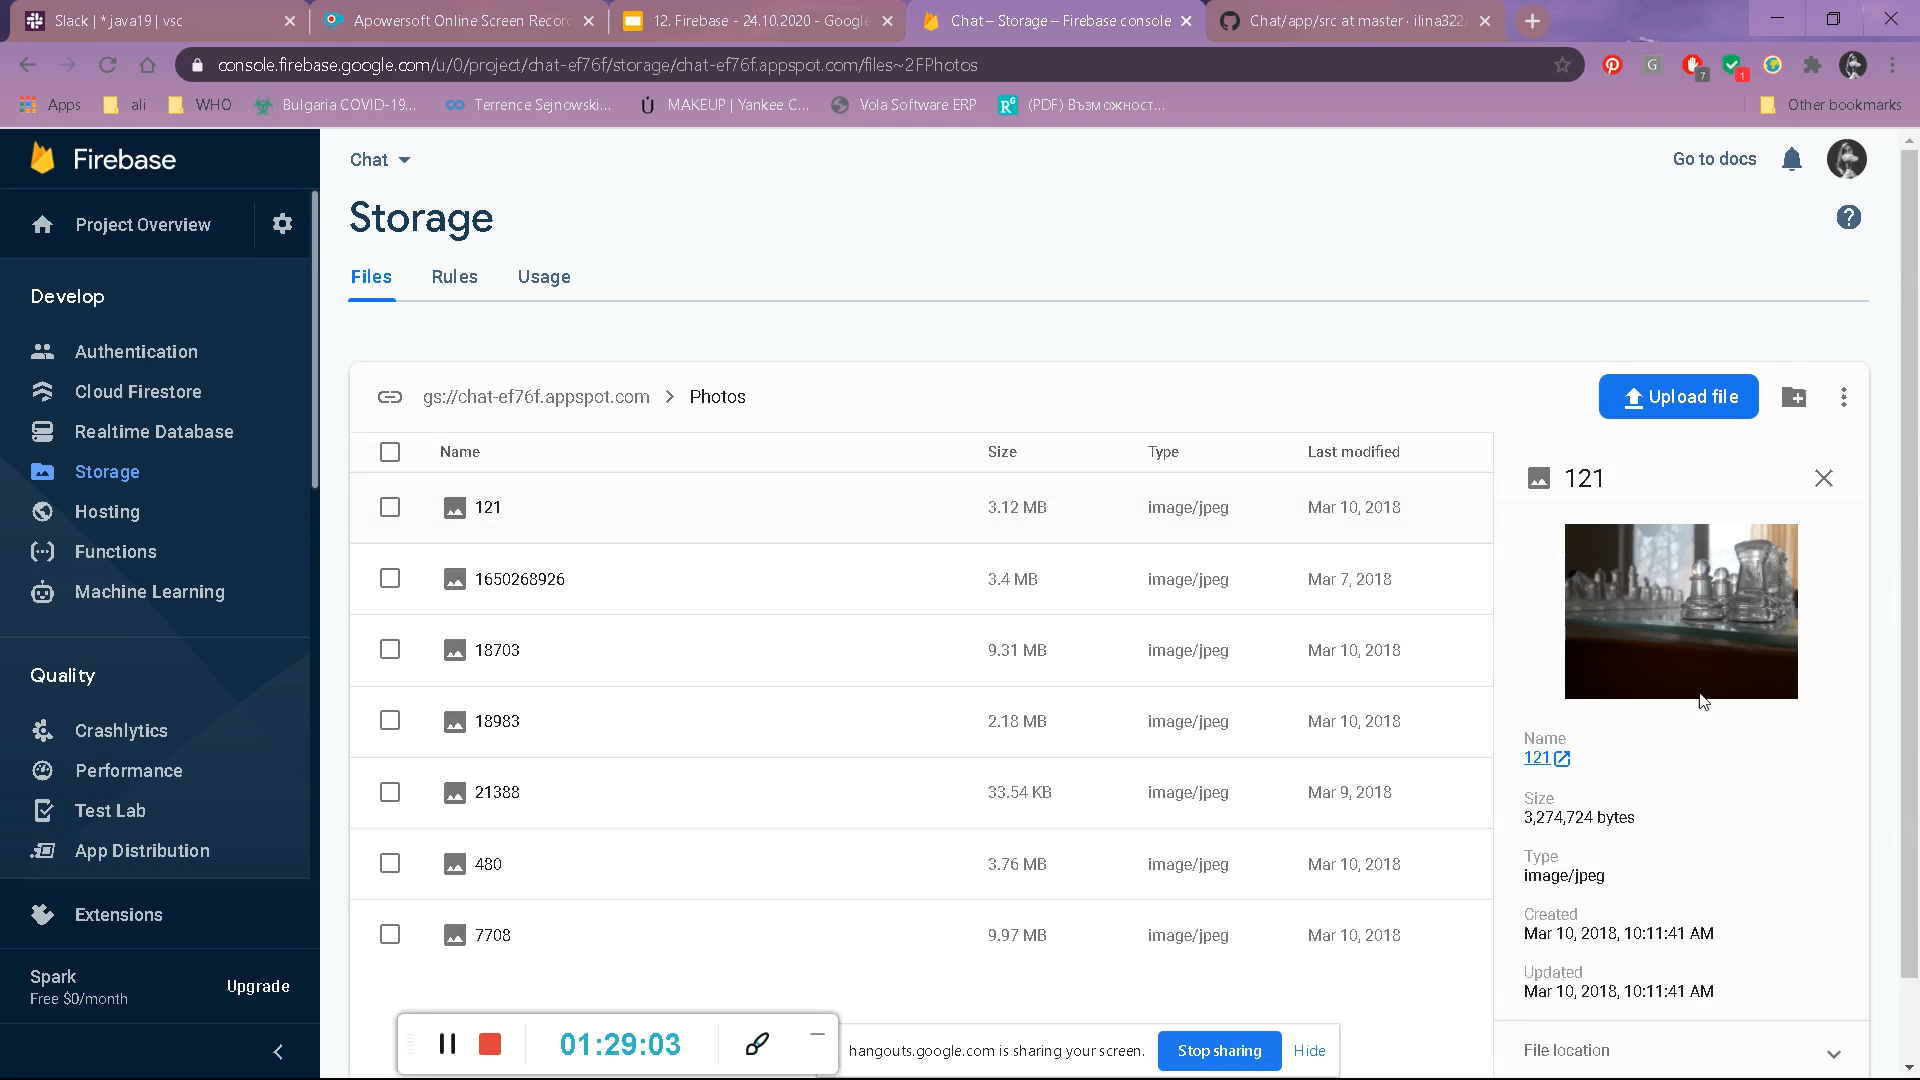 Slack | *java19 | vsc
Apowersoft Online Screen Recor
12. Firebase - 24.10.2020 - Google
Chat – Storage – Firebase console
Chat/app/src at master · ilina322/
console.firebase.google.com/u/0/project/chat-ef76f/storage/chat-ef76f.appspot.com/files~2FPhotos
G
7
1
Apps
ali
WHO
Bulgaria COVID-19...
Terrence Sejnowski...
MAKEUP | Yankee C...
Vola Software ERP
(PDF) Възможност...
Other bookmarks
Firebase
Chat
Go to docs
Project Overview
Storage
Files
Rules
Usage
Develop
Authentication
Cloud Firestore
Realtime Database
Storage
Hosting
Functions
Machine Learning
Quality
Crashlytics
Performance
Test Lab
App Distribution
Extensions
Spark
Free $0/month
Upgrade
gs://chat-ef76f.appspot.com > Photos
Upload file
Name Size Type Last modified
121 3.12 MB image/jpeg Mar 10, 2018
1650268926 3.4 MB image/jpeg Mar 7, 2018
18703 9.31 MB image/jpeg Mar 10, 2018
18983 2.18 MB image/jpeg Mar 10, 2018
21388 33.54 KB image/jpeg Mar 9, 2018
480 3.76 MB image/jpeg Mar 10, 2018
7708 9.97 MB image/jpeg Mar 10, 2018
121
Name
121
Size
3,274,724 bytes
Type
image/jpeg
Created
Mar 10, 2018, 10:11:41 AM
Updated
Mar 10, 2018, 10:11:41 AM
File location
01:29:03
hangouts.google.com is sharing your screen.
Stop sharing
Hide